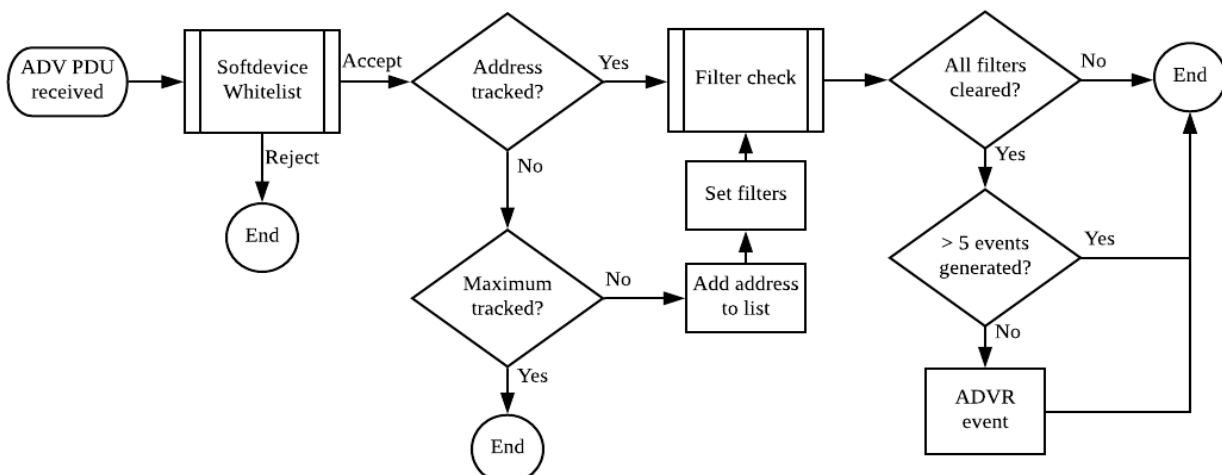 ADV PDU
received
Softdevice
Whitelist
Accept
Reject
End
Address
tracked?
Yes
No
Maximum
tracked?
No
Yes
End
Add address
to list
Set filters
Filter check
All filters
cleared?
No
End
Yes
> 5 events
generated?
Yes
No
ADVR
event